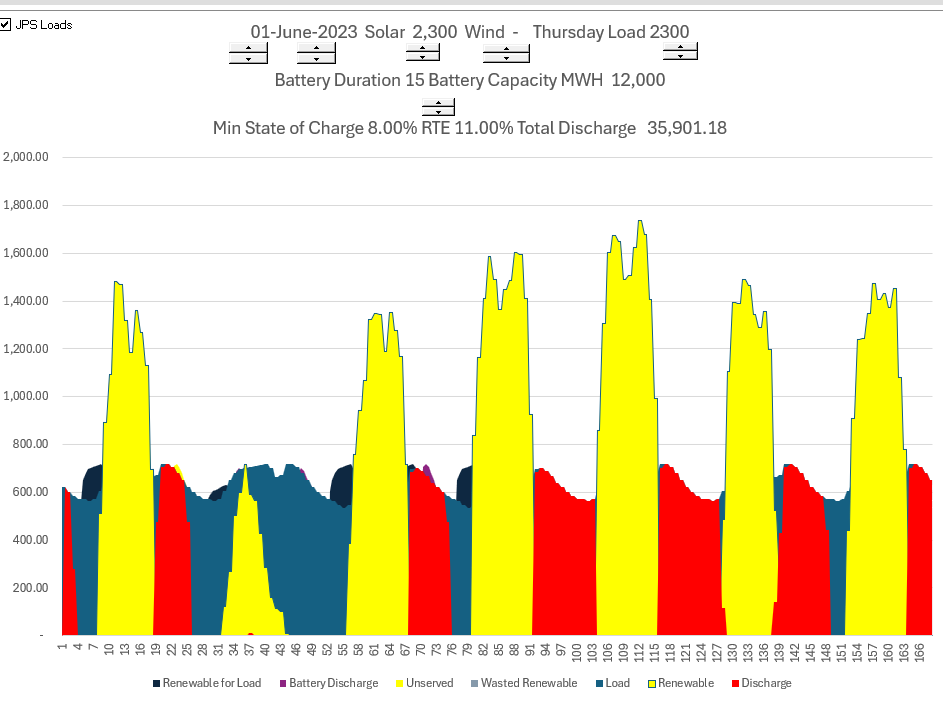 JPS Loads
01-June-2023 Solar 2,300 Wind - Thursday Load 2300
Battery Duration 15 Battery Capacity MWH 12,000
Min State of Charge 8.00% RTE 11.00% Total Discharge 35,901.18
2,000.00
1,800.00
1,600.00
1,400.00
1,200.00
1,000.00
800.00
600.00
400.00
200.00
-
1 4 7 10 13 16 19 22 25 28 31 34 37 40 43 46 49 52 55 58 61 64 67 70 73 76 79 82 85 88 91 94 97 100 103 106 109 112 115 118 121 124 127 130 133 136 139 142 145 148 151 154 157 160 163 166
Renewable for Load Battery Discharge Unserved Wasted Renewable Load Renewable Discharge